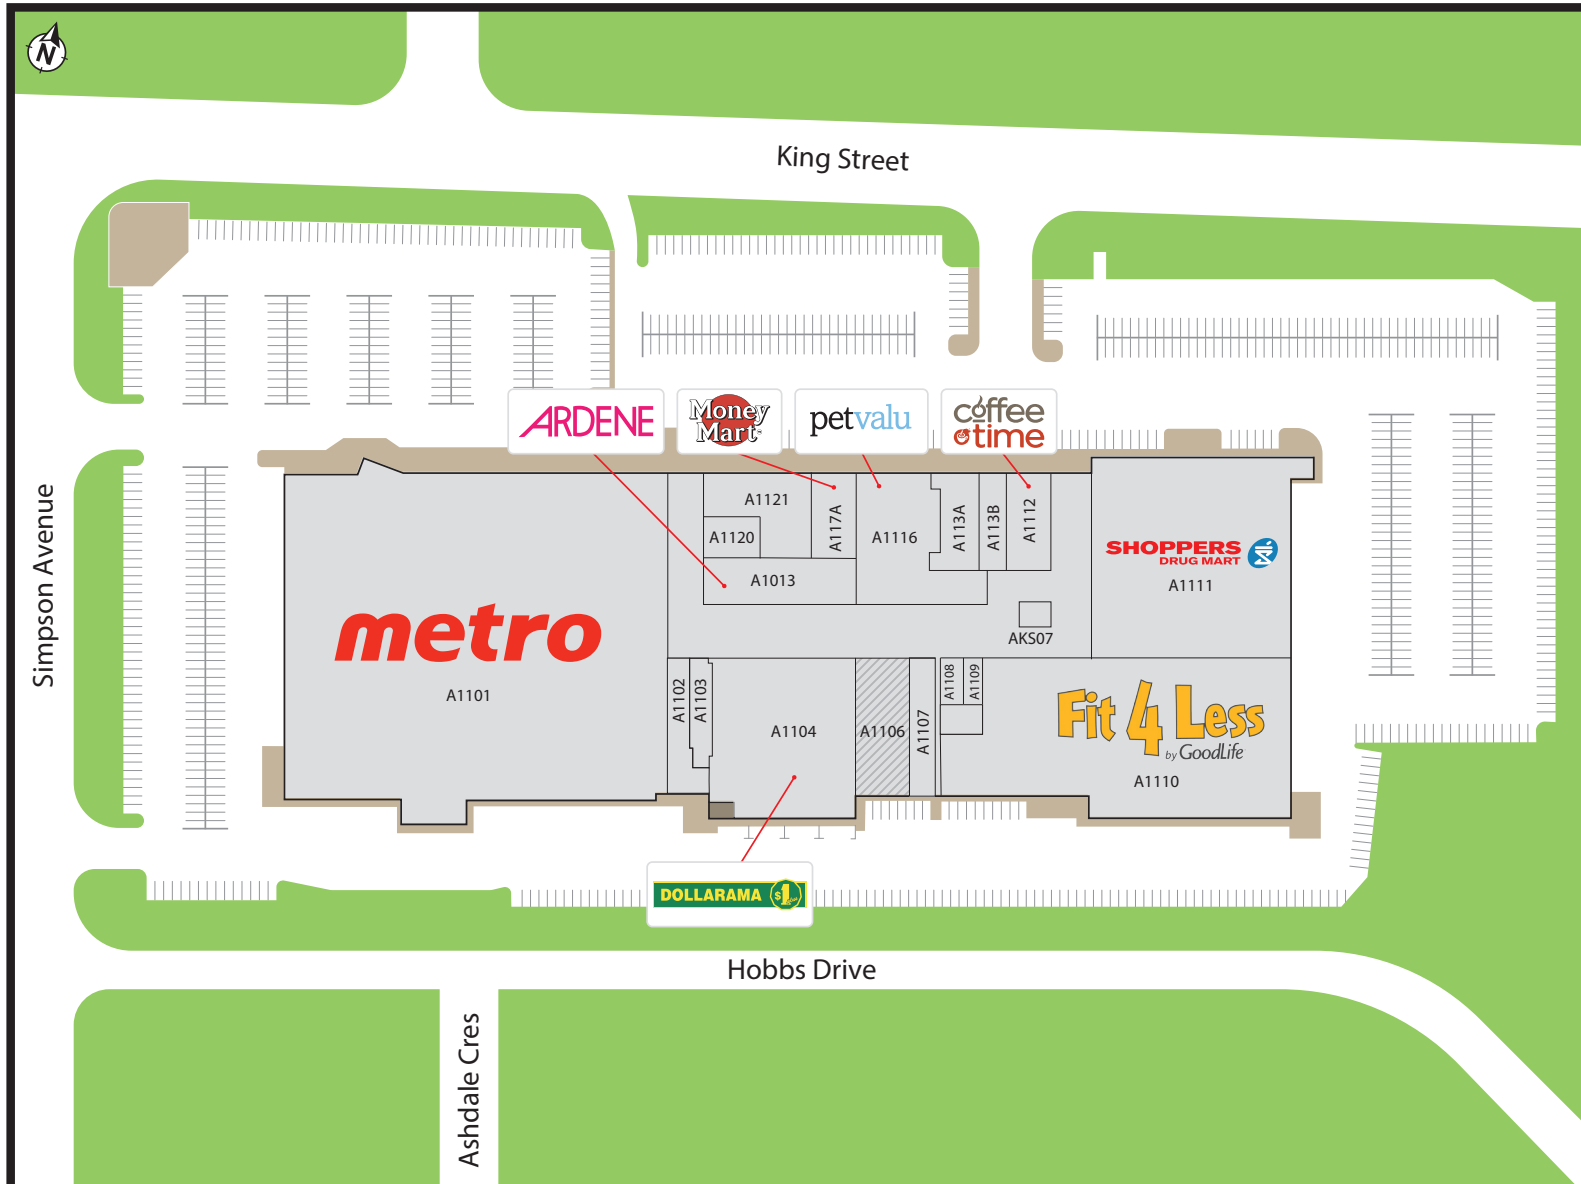 N
King Street
ARDENE
Money
Mart
petvalu
coffee
time
A1121
A1120
A117A
A1116
A113A
A113B
A1112
A1013
SHOPPERS
DRUG MART
A1111
AKS07
Simpson Avenue
metro
A1101
A1102
A1103
A1104
A1106
A1107
A1108
A1109
Fit 4 Less
by GoodLife
A1110
DOLLARAMA $1
Hobbs Drive
Ashdale Cres